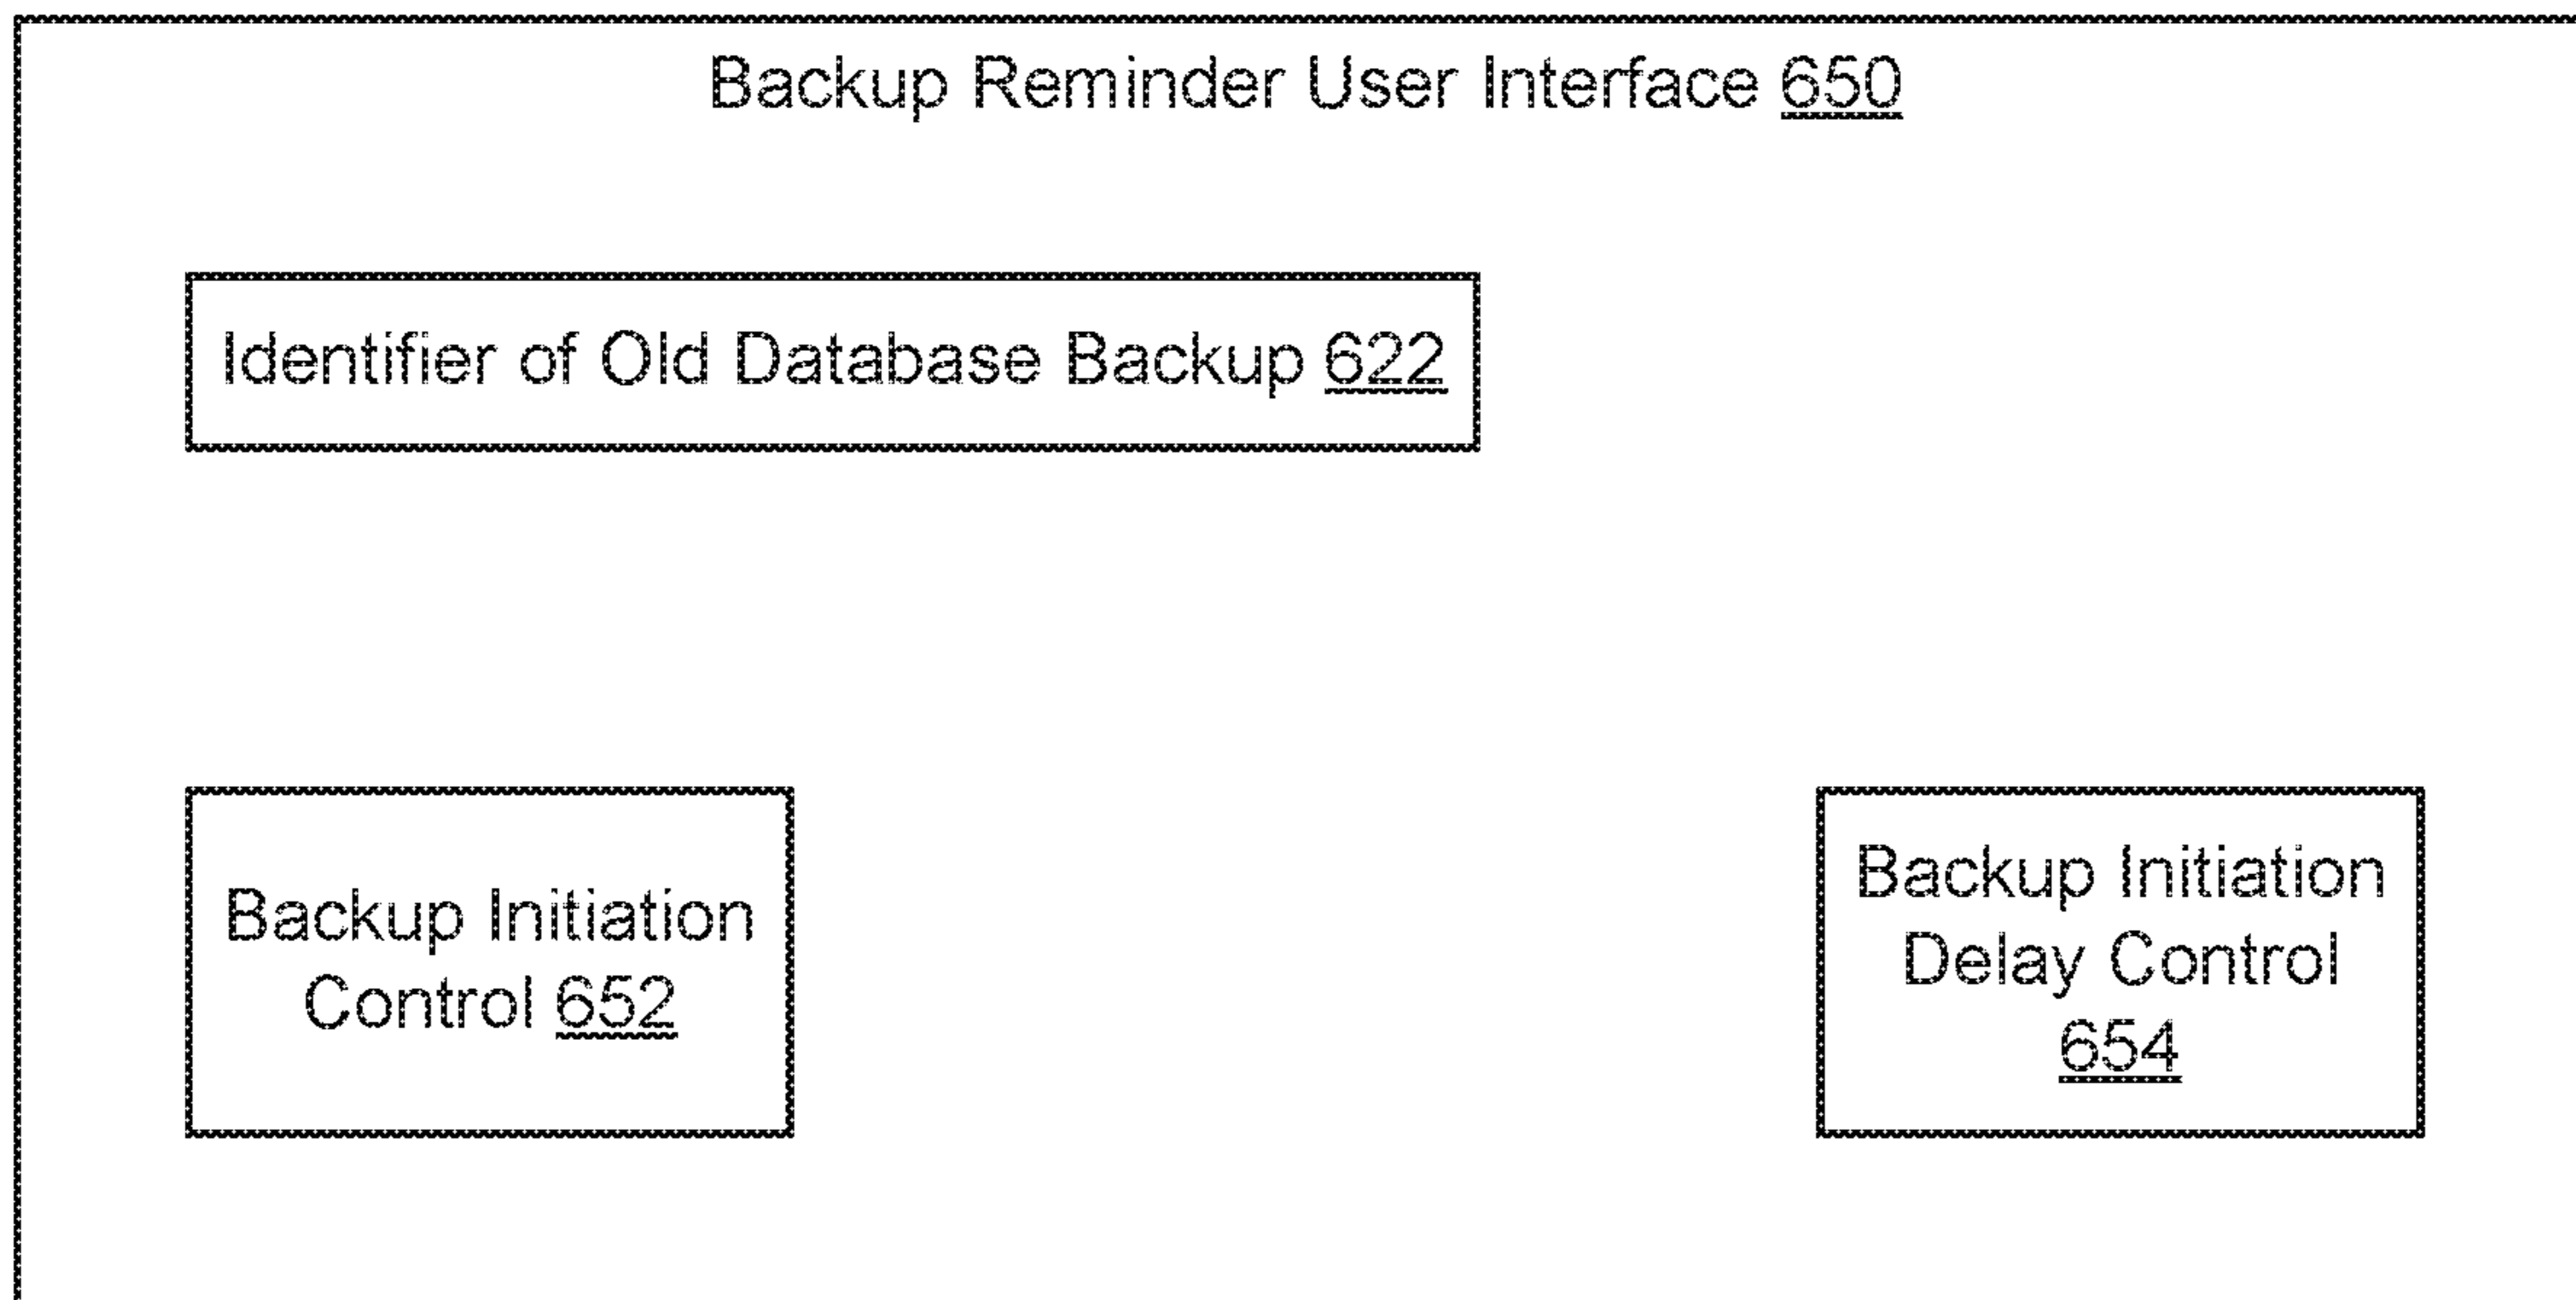 Backup Reminder User Interface 650
Identifier of Old Database Backup 622
Backup Initiation
Control 652
Backup Initiation
Delay Control
654